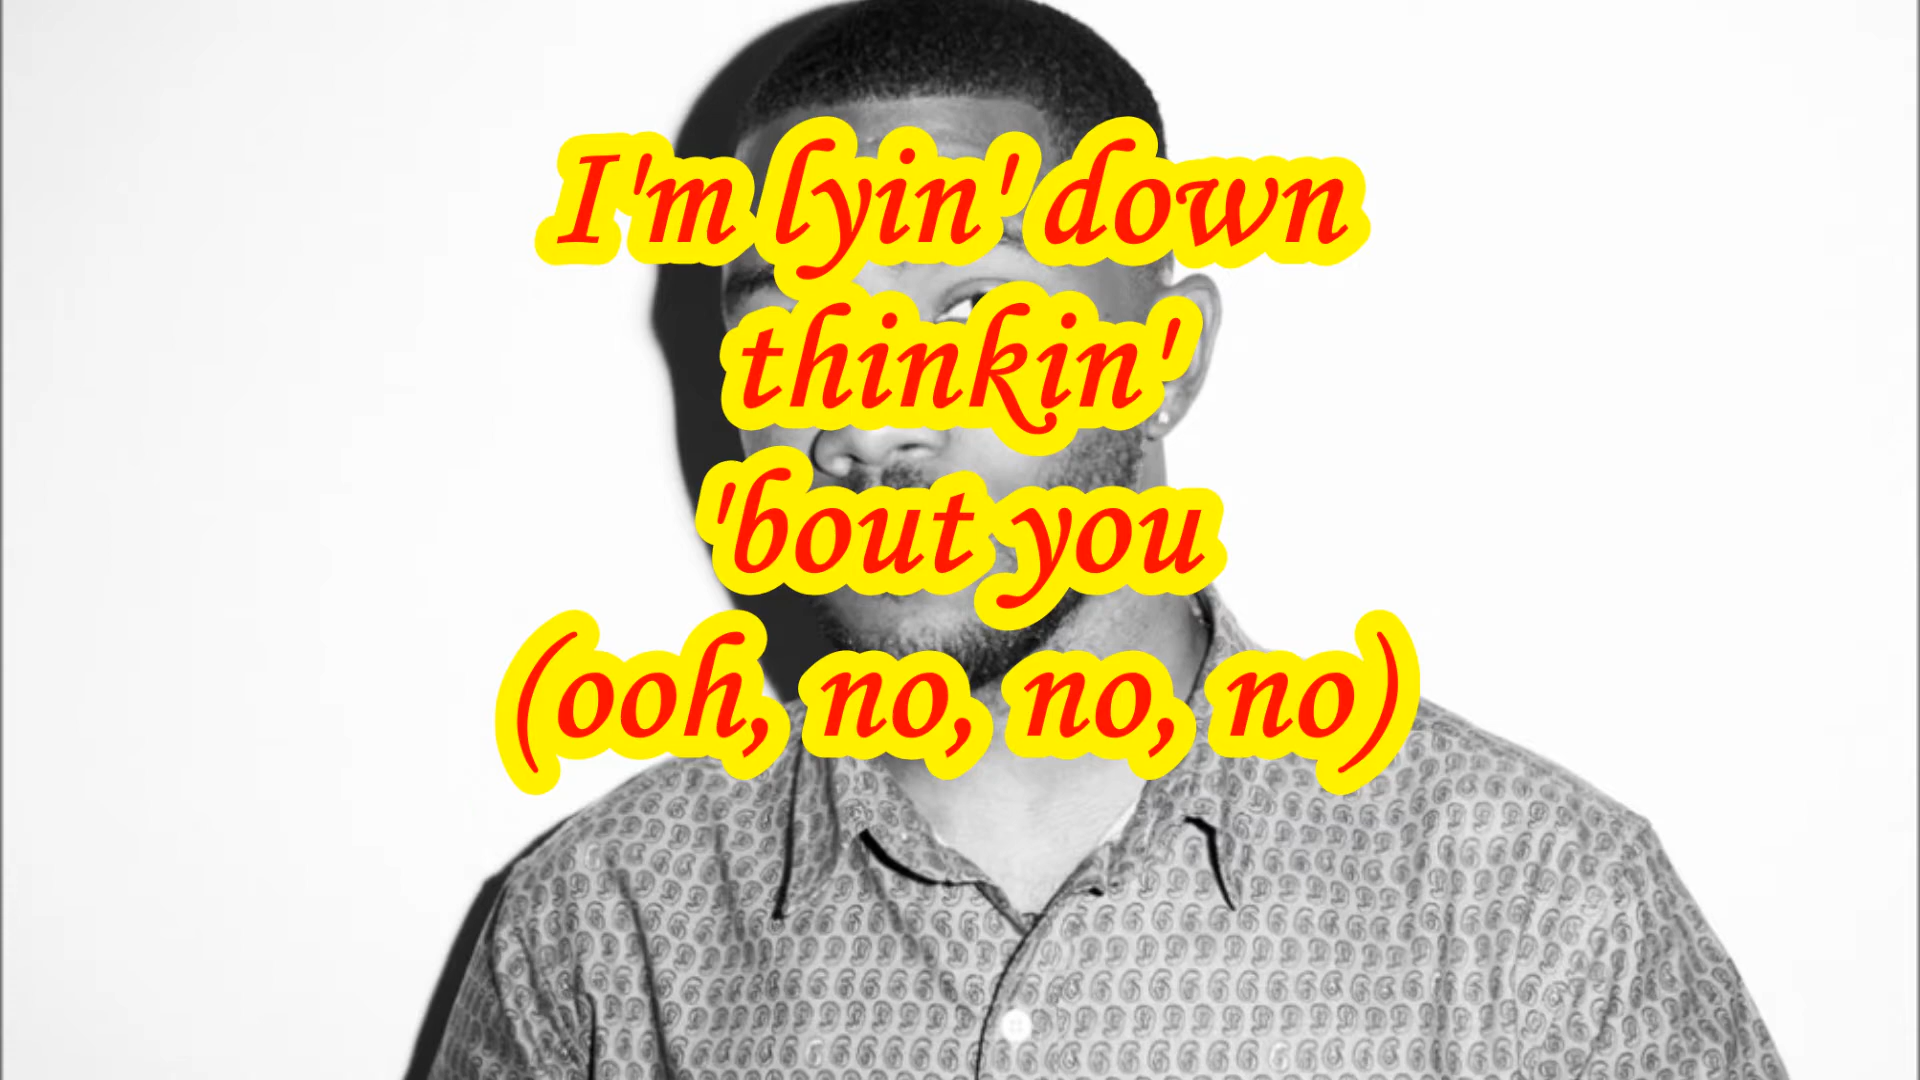 I'm lyin' down
thinkin'
'bout you
(ooh, no, no, no)